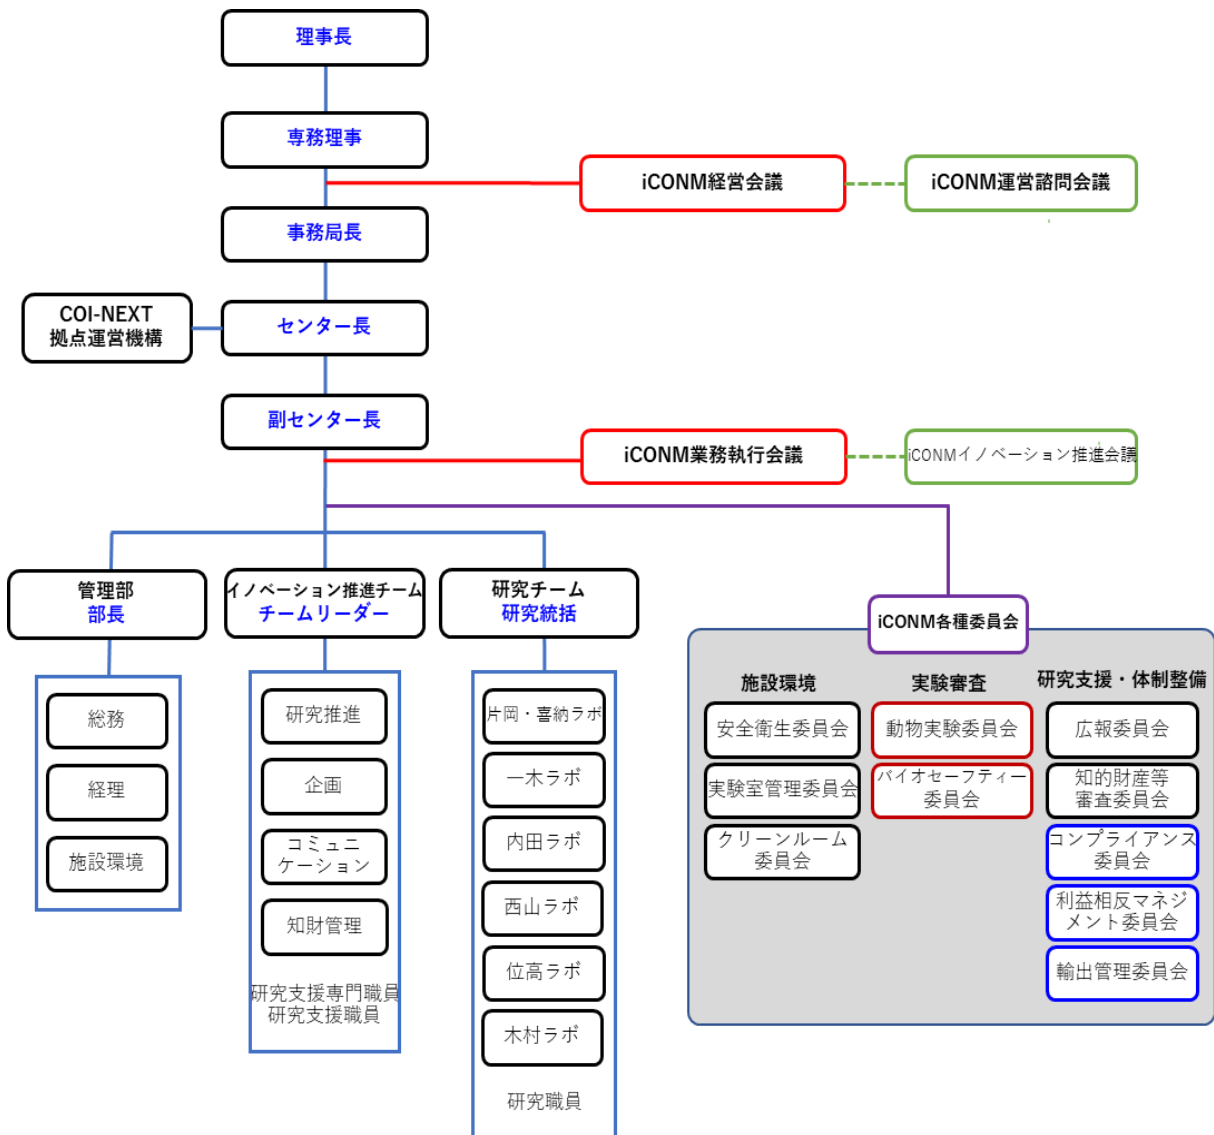 理事長
専務理事
iCONM経営会議
iCONM運営諮問会議
事務局長
COI-NEXT
拠点運営機構
センター長
副センター長
iCONM業務執行会議
iCONMイノベーション推進会議
管理部
部長
イノベーション推進チーム
チームリーダー
研究チーム
研究統括
総務
経理
施設環境
研究推進
企画
コミュニ
ケーション
知財管理
研究支援専門職員
研究支援職員
片岡・喜納ラボ
一木ラボ
内田ラボ
西山ラボ
位高ラボ
木村ラボ
研究職員
iCONM各種委員会
施設環境
安全衛生委員会
実験室管理委員会
クリーンルーム
委員会
実験審査
動物実験委員会
バイオセーフティー
委員会
研究支援・体制整備
広報委員会
知的財産等
審査委員会
コンプライアンス
委員会
利益相反マネジ
メント委員会
輸出管理委員会